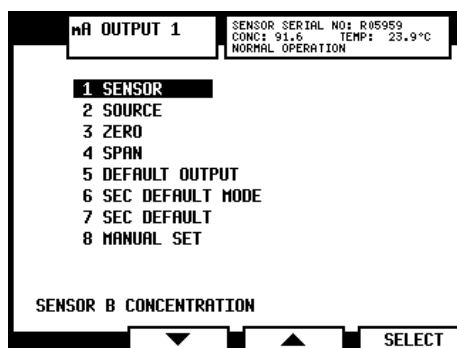 mA OUTPUT 1
SENSOR SERIAL NO: R05959
CONC: 91.6 TEMP: 23.9°C
NORMAL OPERATION
1 SENSOR
2 SOURCE
3 ZERO
4 SPAN
5 DEFAULT OUTPUT
6 SEC DEFAULT MODE
7 SEC DEFAULT
8 MANUAL SET
SENSOR B CONCENTRATION
SELECT